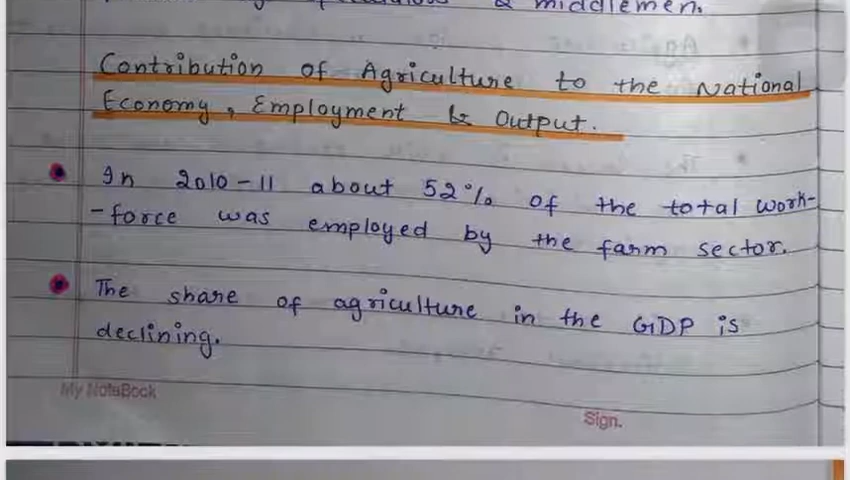 & middlemen.
Contribution of Agriculture to the National
Economy, Employment & Output.
In 2010-11 about 52% of the total work-
-force was employed by the farm sector.
The share of agriculture in the GDP is
declining.
My NoteBook
Sign.